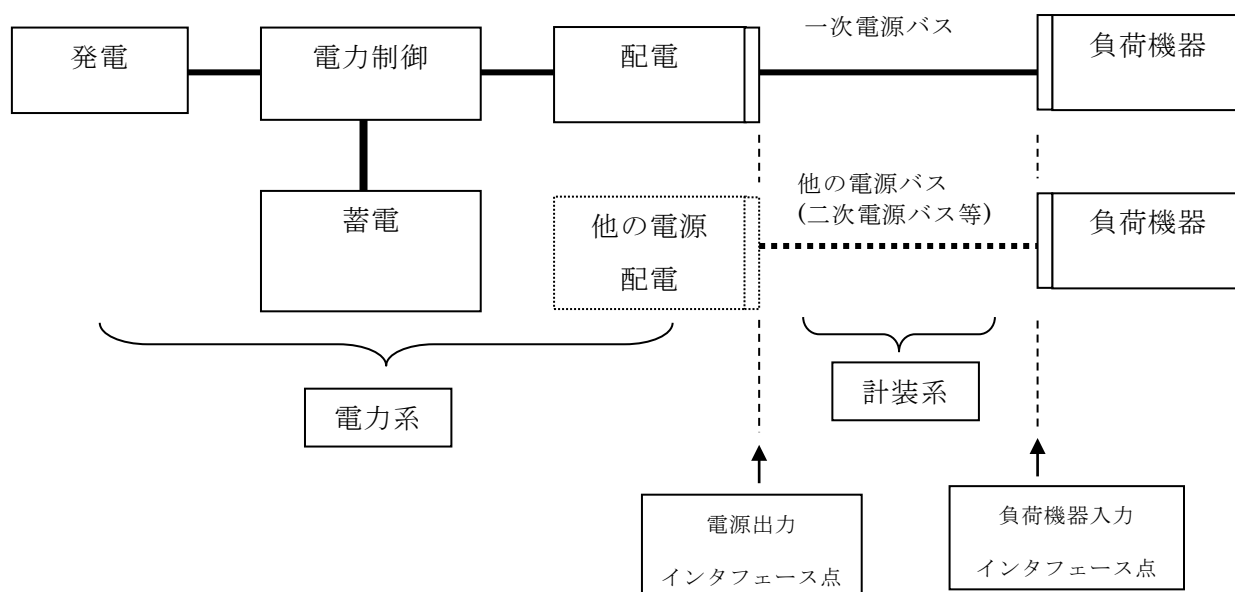 一次電源バス
発電
電力制御
配電
負荷機器
他の電源バス
(二次電源バス等)
蓄電
他の電源
配電
負荷機器
計装系
電力系
電源出力
インタフェース点
負荷機器入力
インタフェース点